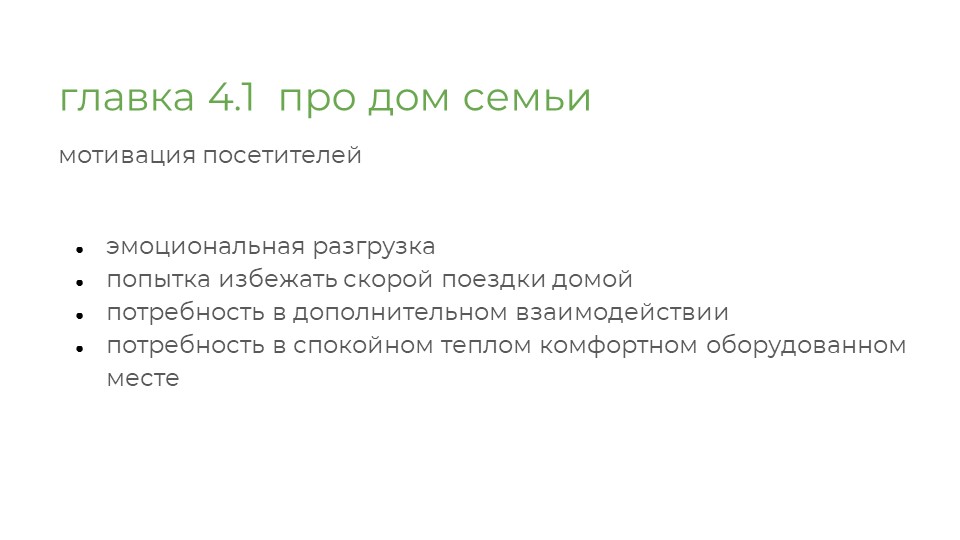 главка 4.1  про дом семьи
мотивация посетителей
● эмоциональная разгрузка
● попытка избежать скорой поездки домой
● потребность в дополнительном взаимодействии
● потребность в спокойном теплом комфортном оборудованном
месте